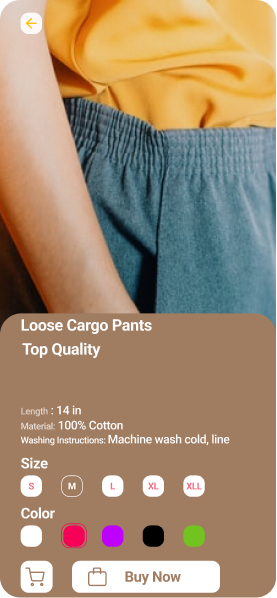 Loose Cargo Pants
Top Quality
Length : 14 in
Material: 100% Cotton
Washing Instructions: Machine wash cold, line
Size
S M L XL XLL
Color
Buy Now